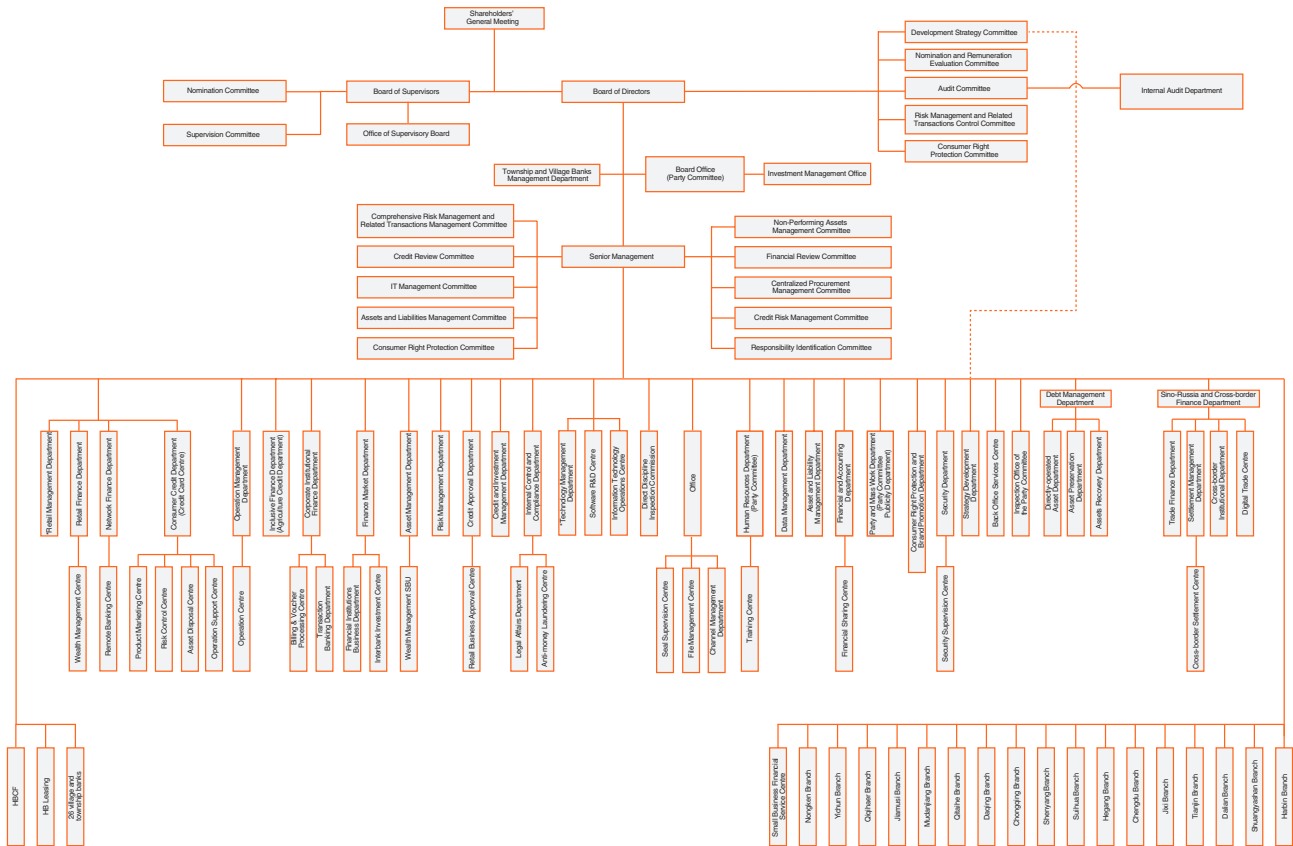 Shareholders'
General Meeting
Development Strategy Committee
Nomination and Remuneration
Evaluation Committee
Nomination Committee
Board of Supervisors
Board of Directors
Audit Committee
Internal Audit Department
Supervision Committee
Office of Supervisory Board
Risk Management and Related
Transactions Control Committee
Consumer Right
Protection Committee
Township and Village Banks
Management Department
Board Office
(Party Committee)
Investment Management Office
Comprehensive Risk Management and
Related Transactions Management Committee
Non-Performing Assets
Management Committee
Credit Review Committee
Senior Management
Financial Review Committee
IT Management Committee
Centralized Procurement
Management Committee
Assets and Liabilities Management Committee
Credit Risk Management Committee
Consumer Right Protection Committee
Responsibility Identification Committee
Debt Management
Department
Sino-Russia and Cross-border
Finance Department
*Retail Management Department
Retail Finance Department
Network Finance Department
Consumer Credit Department
(Credit Card Centre)
Operation Management
Department
Inclusive Finance Department
(Agriculture Credit Department)
Corporate Institutional
Finance Department
Finance Market Department
Asset Management Department
Risk Management Department
Credit Approval Department
Credit and Investment
Management Department
Internal Control and
Compliance Department
*Technology Management
Department
Software R&D Centre
Information Technology
Operations Centre
Direct Discipline
Inspection Commission
Office
Human Resources Department
(Party Committee)
Data Management Department
Asset and Liability
Management Department
Financial and Accounting
Department
Party and Mass Work Department
(Party Committee
Publicity Department)
Consumer Right Protection and
Brand Promotion Department
Security Department
Strategy Development
Department
Back Office Services Centre
Inspection Office of
the Party Committee
Directly-operated
Asset Department
Asset Preservation
Department
Assets Recovery Department
Trade Finance Department
Settlement Management
Department
Cross-border
Institutional Department
Digital Trade Centre
Wealth Management Centre
Remote Banking Centre
Product Marketing Centre
Risk Control Centre
Asset Disposal Centre
Operation Support Centre
Operation Centre
Billing & Voucher
Processing Centre
Transaction
Banking Department
Financial Institutions
Business Department
Interbank Investment Centre
Wealth Management SBU
Retail Business Approval Centre
Legal Affairs Department
Anti-money Laundering Centre
Seal Supervision Centre
File Management Centre
Channel Management
Department
Training Centre
Financial Sharing Centre
Security Supervision Centre
Cross-border Settlement Centre
HBCF
HB Leasing
26 village and
township banks
Small Business Financial
Service Centre
Nongken Branch
Yichun Branch
Qiqihaer Branch
Jiamusi Branch
Mudanjiang Branch
Qitaihe Branch
Daqing Branch
Chongqing Branch
Shenyang Branch
Suihua Branch
Hegang Branch
Chengdu Branch
Jixi Branch
Tianjin Branch
Dalian Branch
Shuangyashan Branch
Harbin Branch